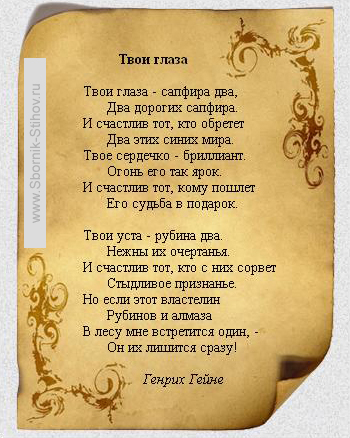 Твои глаза
Твои глаза - сапфира два,
Два дорогих сапфира.
И счастлив тот, кто обретет
Два этих синих мира.
Твое сердечко - бриллиант.
Огонь его так ярок.
И счастлив тот, кому пошлет
Его судьба в подарок.
Твои уста - рубина два.
Нежны их очертанья.
И счастлив тот, кто с них сорвет
Стыдливое признанье.
Но если этот властелин
Рубинов и алмаза
В лесу мне встретится один, -
Он их лишится сразу!
Генрих Гейне
www.Sbornik-Stihov.ru